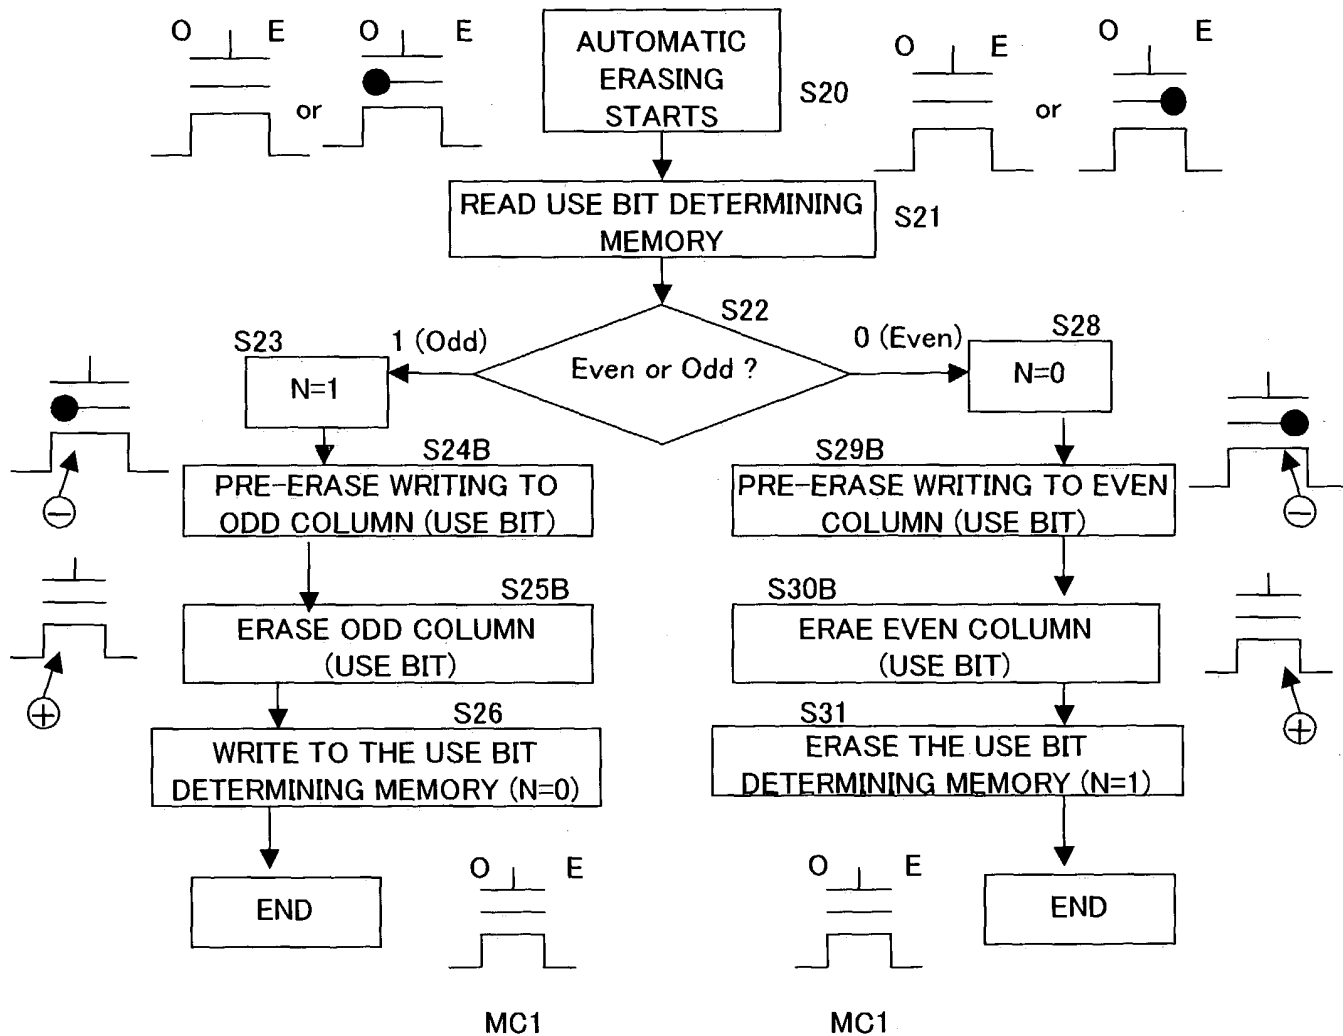 O E
O E
or
AUTOMATIC
ERASING
STARTS
S20
O E
O E
or
READ USE BIT DETERMINING
MEMORY
S21
S22
Even or Odd ?
1 (Odd)
0 (Even)
S23
N=1
S28
N=0
S24B
PRE-ERASE WRITING TO
ODD COLUMN (USE BIT)
−
S29B
PRE-ERASE WRITING TO EVEN
COLUMN (USE BIT)
−
S25B
ERASE ODD COLUMN
(USE BIT)
+
S30B
ERAE EVEN COLUMN
(USE BIT)
+
S26
WRITE TO THE USE BIT
DETERMINING MEMORY (N=0)
S31
ERASE THE USE BIT
DETERMINING MEMORY (N=1)
END
O E
MC1
O E
MC1
END